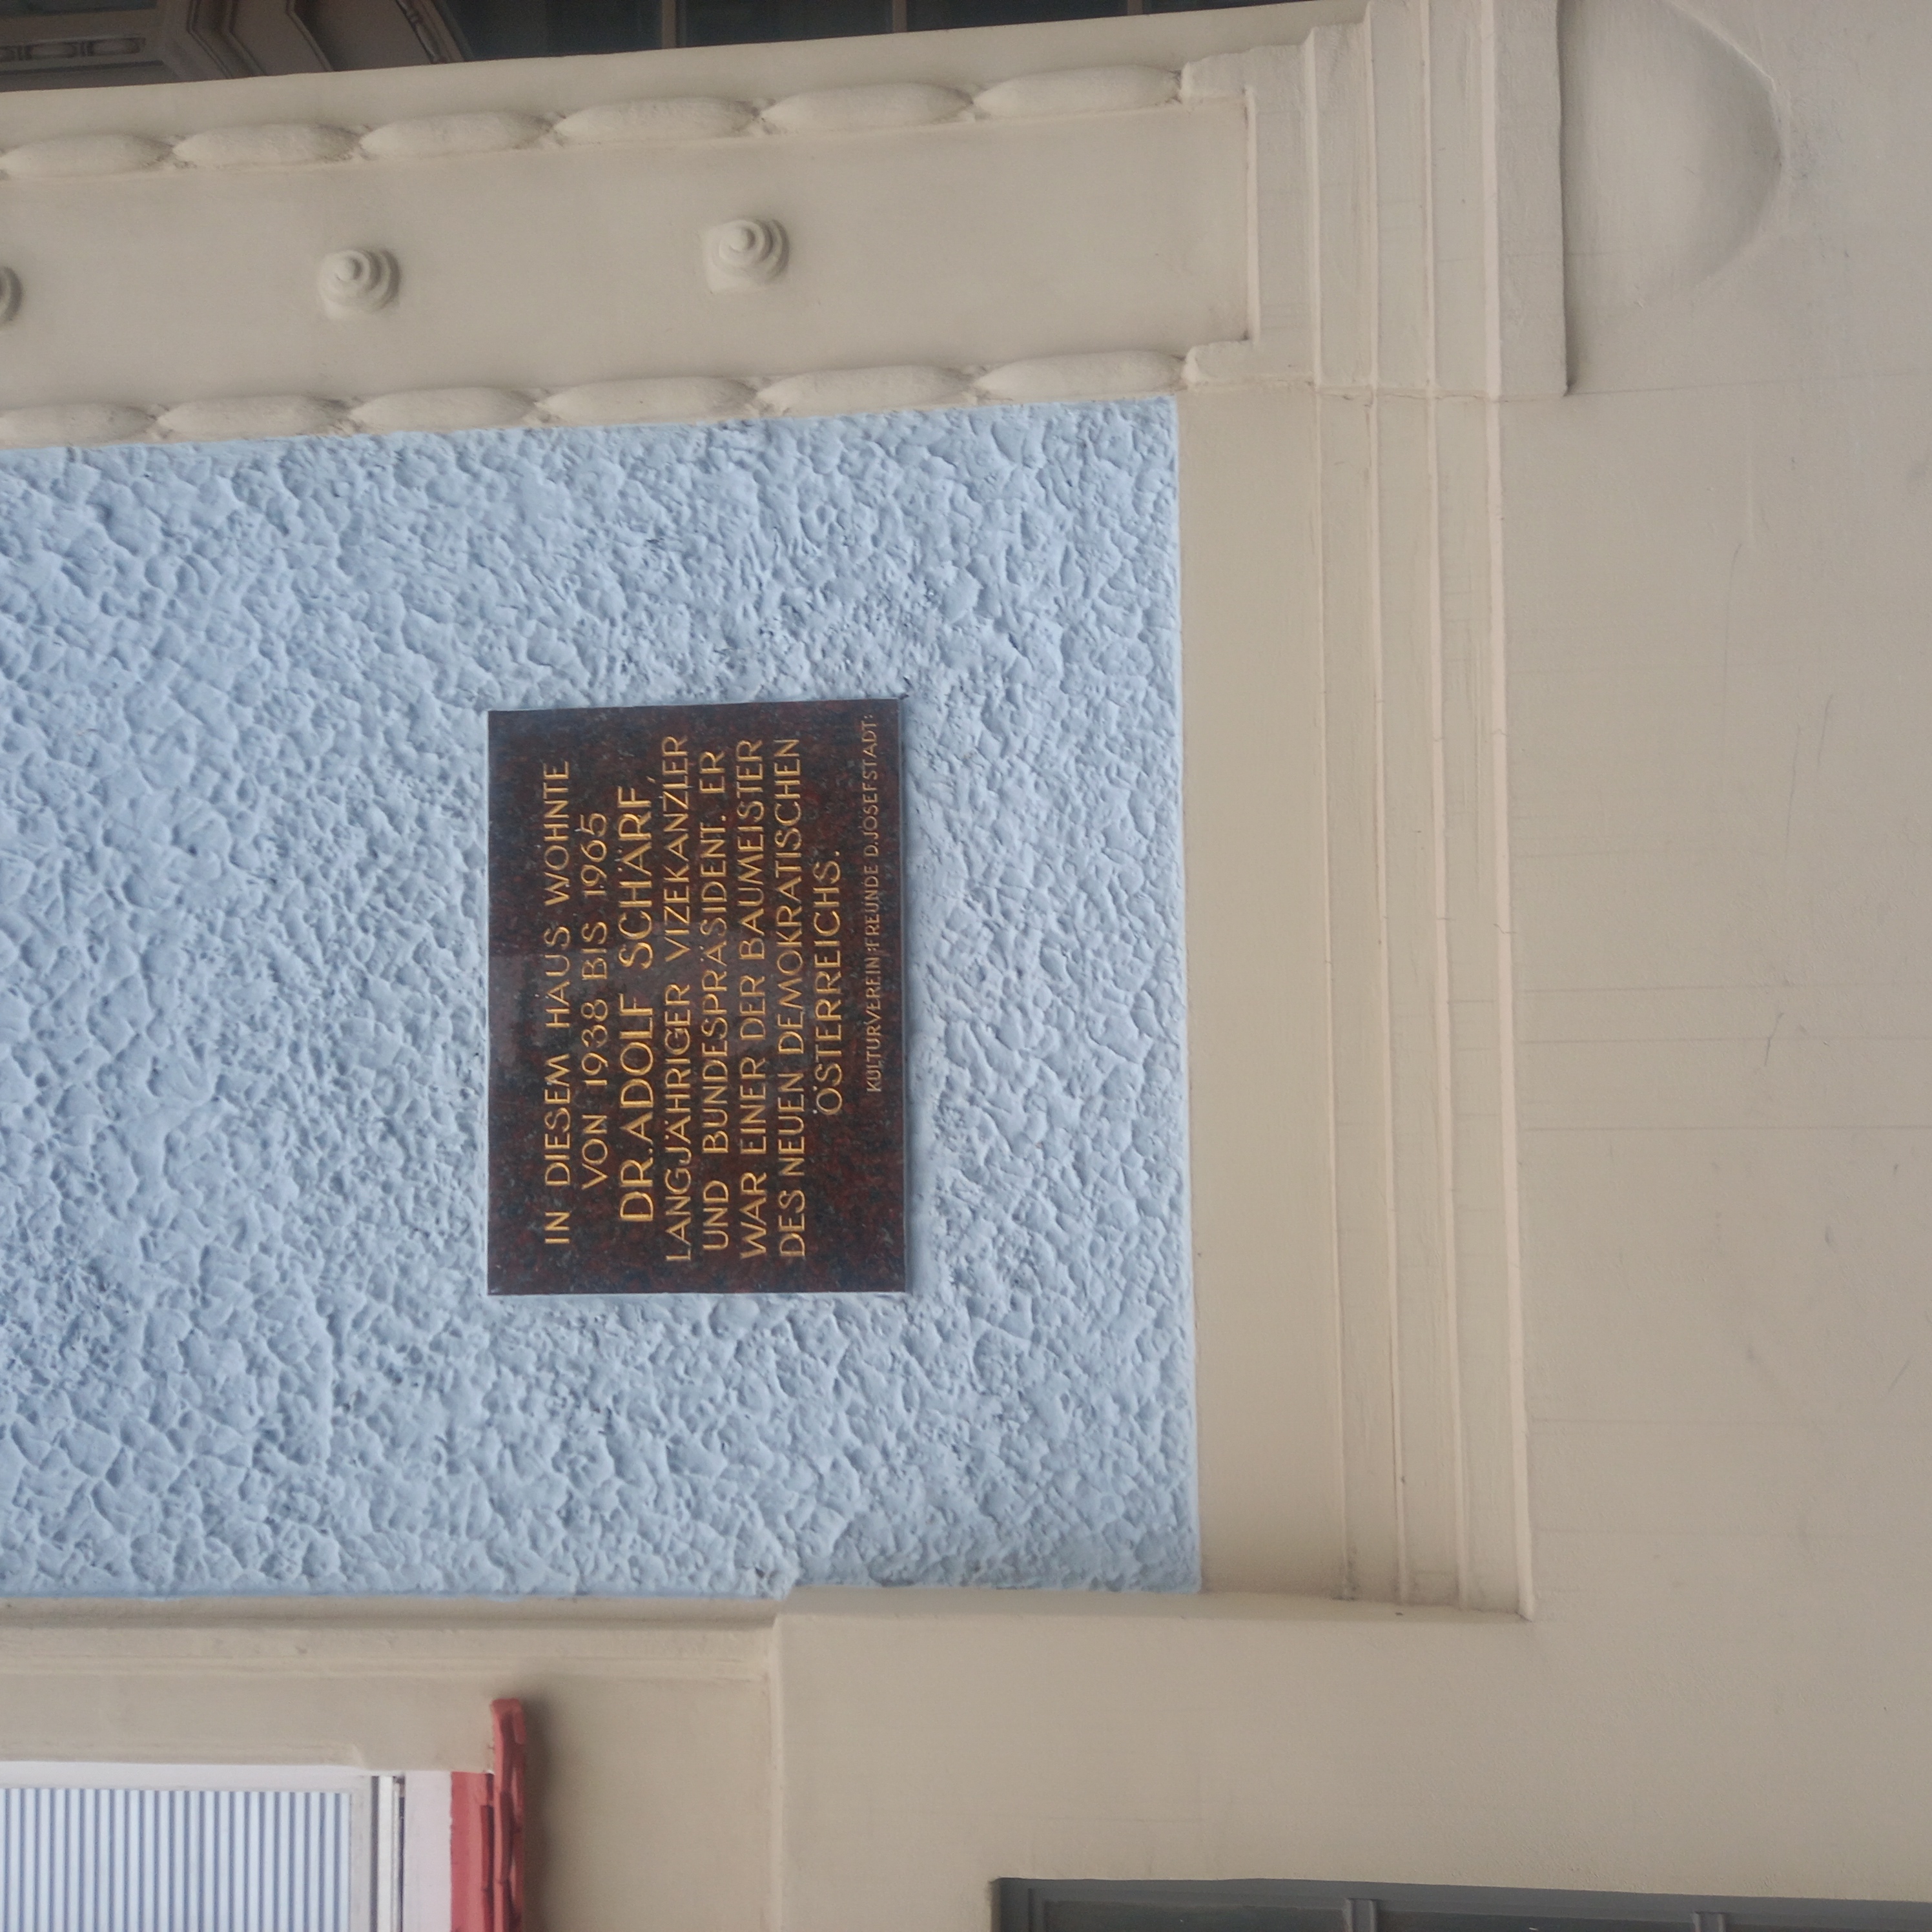 IN DIESEM HAUS WOHNTE
VON 1938 BIS 1965
DR. ADOLF SCHÄRF,
LANGJÄHRIGER VIZEKANZLER
UND BUNDESPRÄSIDENT. ER
WAR EINER DER BAUMEISTER
DES NEUEN DEMOKRATISCHEN
ÖSTERREICHS.
KULTURVEREIN:FREUNDE D.JOSEFSTADT: